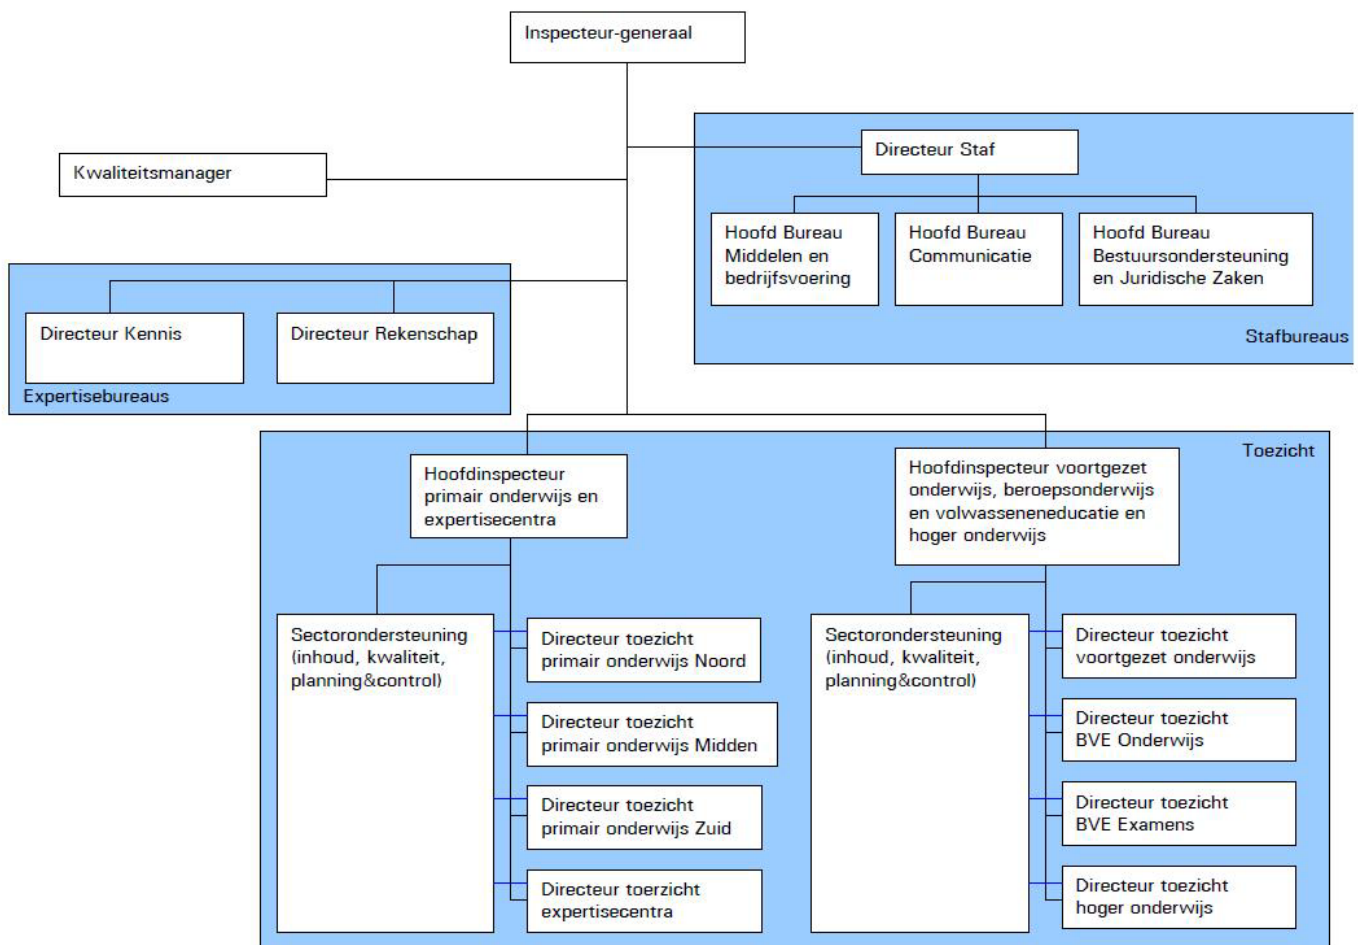 Inspecteur-generaal
Directeur Staf
Kwaliteitsmanager
Hoofd Bureau
Middelen en
bedrijfsvoering
Hoofd Bureau
Communicatie
Hoofd Bureau
Bestuursondersteuning
en Juridische Zaken
Stafbureaus
Directeur Kennis
Directeur Rekenschap
Expertisebureaus
Toezicht
Hoofdinspecteur
primair onderwijs en
expertisecentra
Hoofdinspecteur voortgezet
onderwijs, beroepsonderwijs
en volwasseneneducatie en
hoger onderwijs
Sectorondersteuning
(inhoud, kwaliteit,
planning&control)
Directeur toezicht
primair onderwijs Noord
Directeur toezicht
primair onderwijs Midden
Directeur toezicht
primair onderwijs Zuid
Directeur toerzicht
expertisecentra
Sectorondersteuning
(inhoud, kwaliteit,
planning&control)
Directeur toezicht
voortgezet onderwijs
Directeur toezicht
BVE Onderwijs
Directeur toezicht
BVE Examens
Directeur toezicht
hoger onderwijs